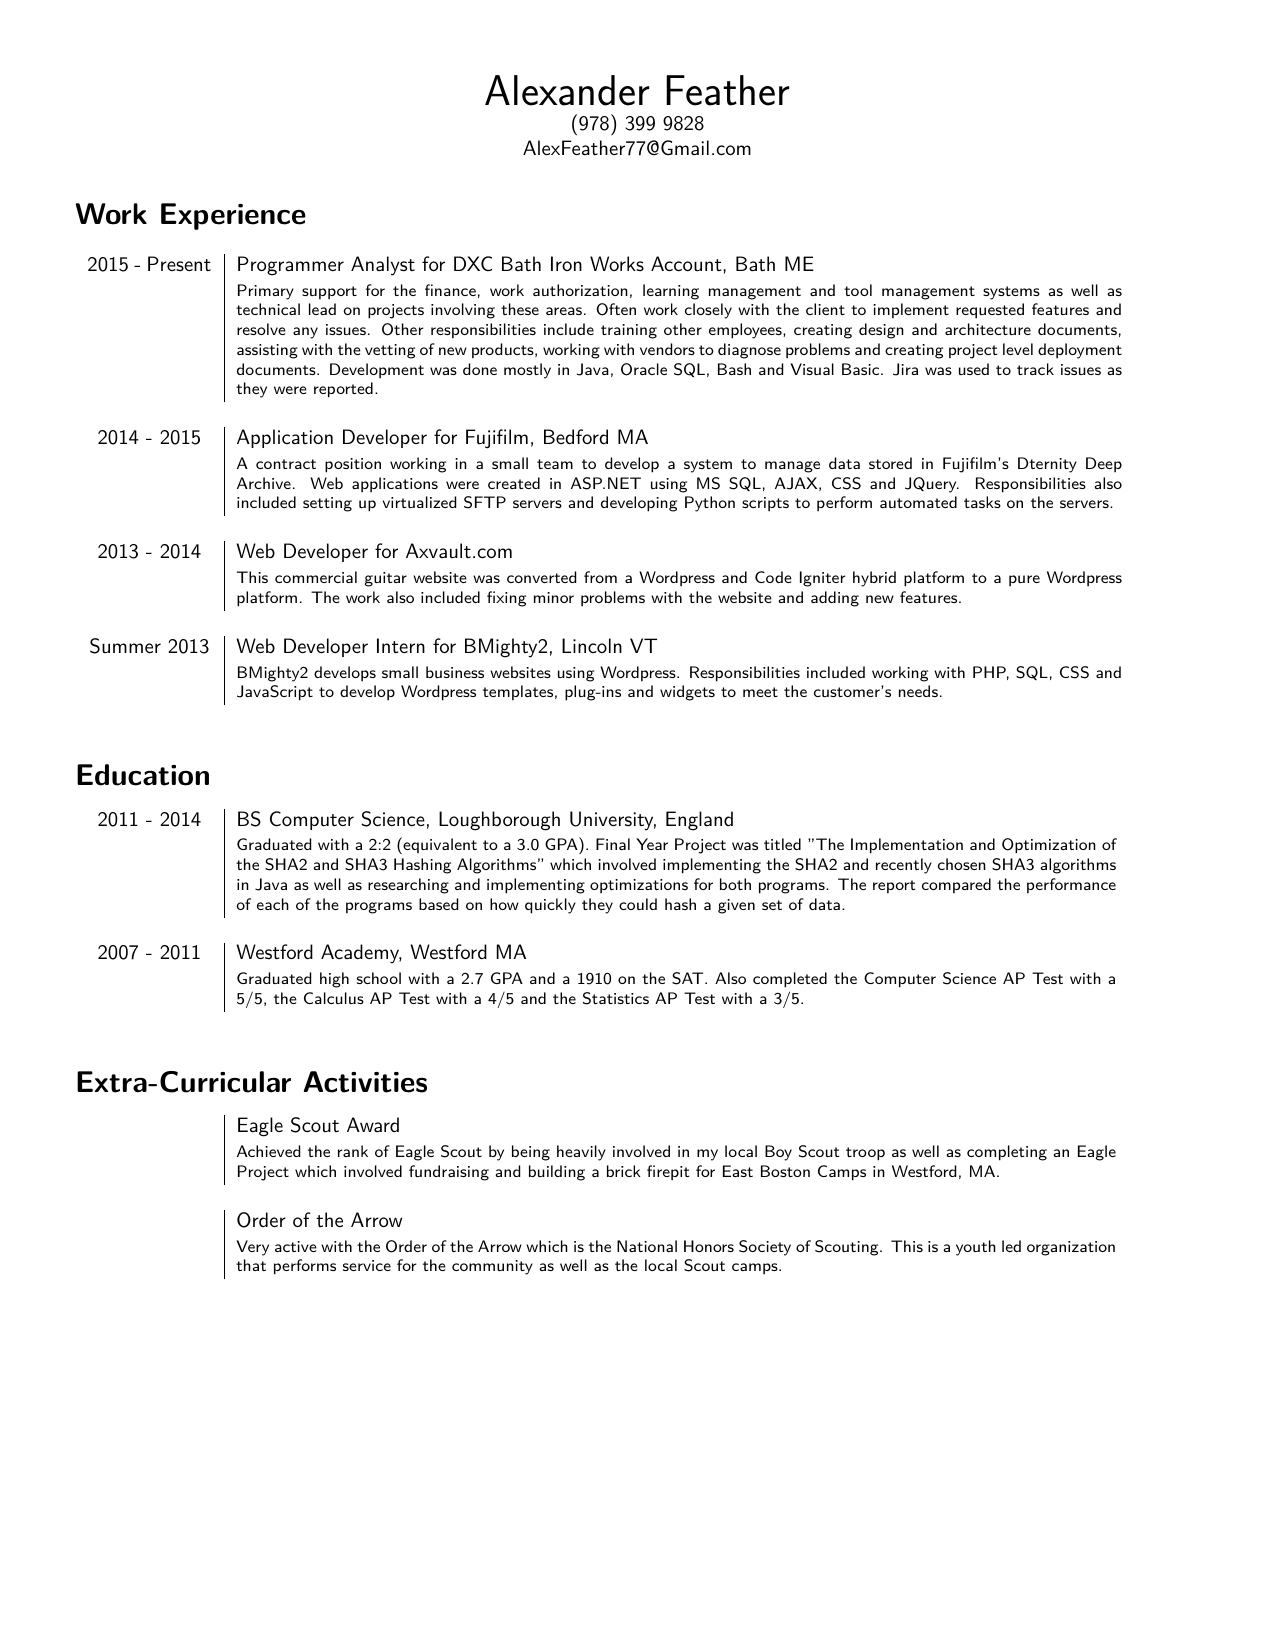 Alexander Feather
(978) 399 9828
AlexFeather77@Gmail.com
Work Experience
2015 - Present
Programmer Analyst for DXC Bath Iron Works Account, Bath ME
Primary support for the finance, work authorization, learning management and tool management systems as well as
technical lead on projects involving these areas. Often work closely with the client to implement requested features and
resolve any issues. Other responsibilities include training other employees, creating design and architecture documents,
assisting with the vetting of new products, working with vendors to diagnose problems and creating project level deployment
documents. Development was done mostly in Java, Oracle SQL, Bash and Visual Basic. Jira was used to track issues as
they were reported.
2014 - 2015
Application Developer for Fujifilm, Bedford MA
A contract position working in a small team to develop a system to manage data stored in Fujifilm's Dternity Deep
Archive. Web applications were created in ASP.NET using MS SQL, AJAX, CSS and JQuery. Responsibilities also
included setting up virtualized SFTP servers and developing Python scripts to perform automated tasks on the servers.
2013 - 2014
Web Developer for Axvault.com
This commercial guitar website was converted from a Wordpress and Code Igniter hybrid platform to a pure Wordpress
platform. The work also included fixing minor problems with the website and adding new features.
Summer 2013
Web Developer Intern for BMighty2, Lincoln VT
BMighty2 develops small business websites using Wordpress. Responsibilities included working with PHP, SQL, CSS and
JavaScript to develop Wordpress templates, plug-ins and widgets to meet the customer's needs.
Education
2011 - 2014
BS Computer Science, Loughborough University, England
Graduated with a 2:2 (equivalent to a 3.0 GPA). Final Year Project was titled "The Implementation and Optimization of
the SHA2 and SHA3 Hashing Algorithms" which involved implementing the SHA2 and recently chosen SHA3 algorithms
in Java as well as researching and implementing optimizations for both programs. The report compared the performance
of each of the programs based on how quickly they could hash a given set of data.
2007 - 2011
Westford Academy, Westford MA
Graduated high school with a 2.7 GPA and a 1910 on the SAT. Also completed the Computer Science AP Test with a
5/5, the Calculus AP Test with a 4/5 and the Statistics AP Test with a 3/5.
Extra-Curricular Activities
Eagle Scout Award
Achieved the rank of Eagle Scout by being heavily involved in my local Boy Scout troop as well as completing an Eagle
Project which involved fundraising and building a brick firepit for East Boston Camps in Westford, MA.
Order of the Arrow
Very active with the Order of the Arrow which is the National Honors Society of Scouting. This is a youth led organization
that performs service for the community as well as the local Scout camps.